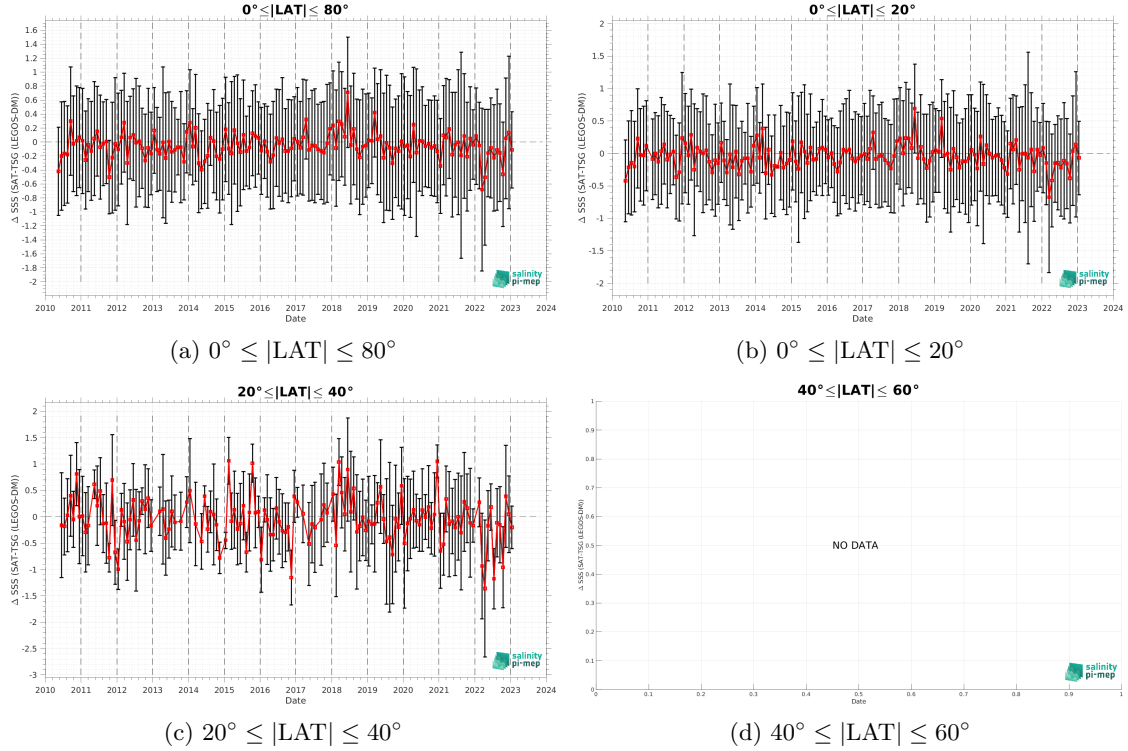 0°≤|LAT|≤ 80°
Δ SSS (SAT-TSG (LEGOS-DM))
1.6
1.4
1.2
1
0.8
0.6
0.4
0.2
0
-0.2
-0.4
-0.6
-0.8
-1
-1.2
-1.4
-1.6
-1.8
-2
2010 2011 2012 2013 2014 2015 2016 2017 2018 2019 2020 2021 2022 2023 2024
Date
salinity
pi-mep
(a) 0° ≤ |LAT| ≤ 80°
0°≤|LAT|≤ 20°
Δ SSS (SAT-TSG (LEGOS-DM))
2
1.5
1
0.5
0
-0.5
-1
-1.5
-2
2010 2011 2012 2013 2014 2015 2016 2017 2018 2019 2020 2021 2022 2023 2024
Date
salinity
pi-mep
(b) 0° ≤ |LAT| ≤ 20°
20°≤|LAT|≤ 40°
Δ SSS (SAT-TSG (LEGOS-DM))
2
1.5
1
0.5
0
-0.5
-1
-1.5
-2
-2.5
-3
2010 2011 2012 2013 2014 2015 2016 2017 2018 2019 2020 2021 2022 2023 2024
Date
salinity
pi-mep
(c) 20° ≤ |LAT| ≤ 40°
40°≤|LAT|≤ 60°
Δ SSS (SAT-TSG (LEGOS-DM))
1
0.9
0.8
0.7
0.6
0.5
0.4
0.3
0.2
0.1
0
NO DATA
0 0.1 0.2 0.3 0.4 0.5 0.6 0.7 0.8 0.9 1
Date
salinity
pi-mep
(d) 40° ≤ |LAT| ≤ 60°